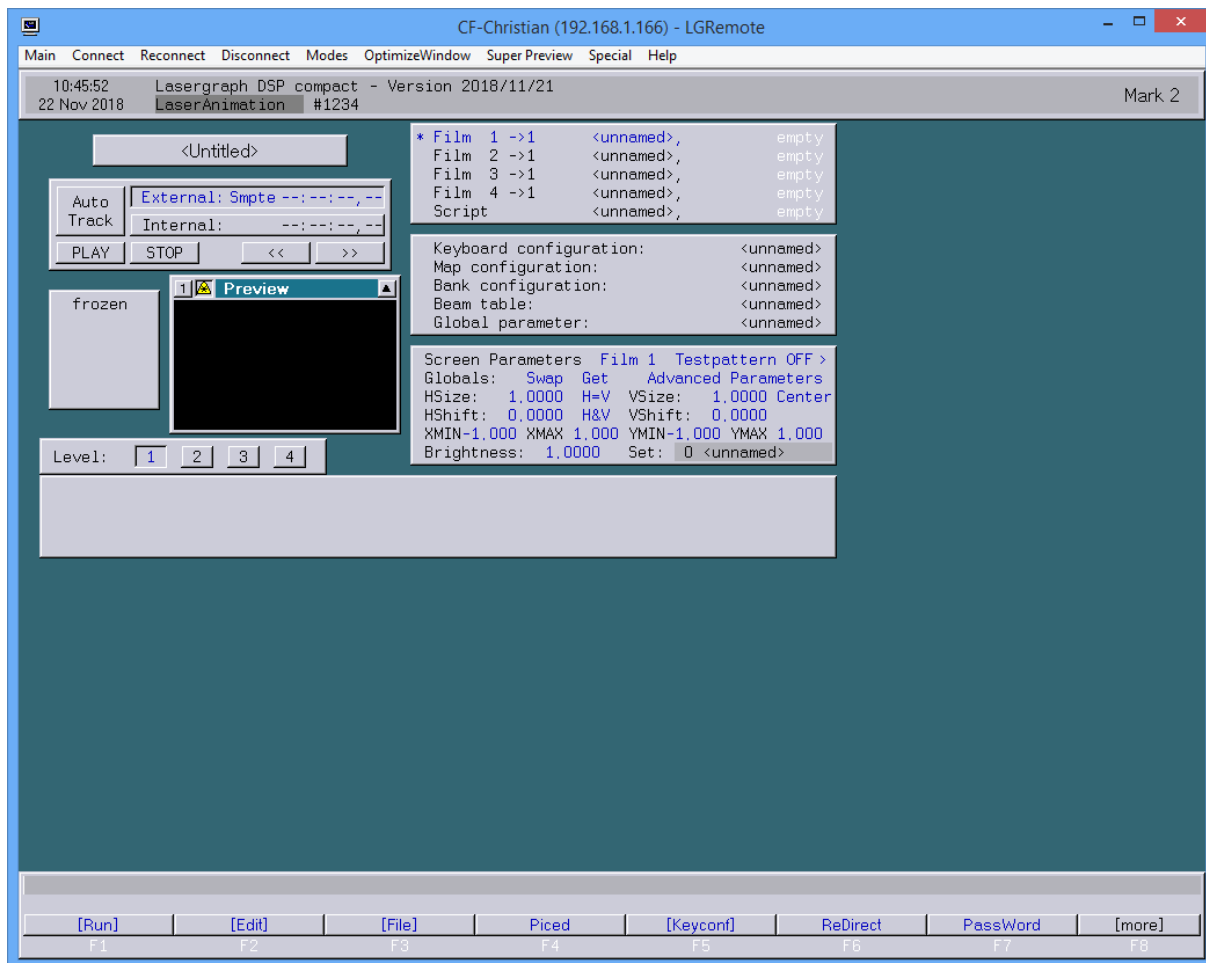 CF-Christian (192.168.1.166) - LGRemote
Main Connect Reconnect Disconnect Modes OptimizeWindow Super Preview Special Help
10:45:52 Lasergraph DSP compact - Version 2018/11/21
22 Nov 2018 LaserAnimation #1234
Mark 2
<Untitled>
Auto Track
External: Smpte --:--:--,--
Internal: --:--:--,--
PLAY STOP << >>
frozen
1 Preview
Level: 1 2 3 4
* Film 1 ->1 <unnamed>, empty
Film 2 ->1 <unnamed>, empty
Film 3 ->1 <unnamed>, empty
Film 4 ->1 <unnamed>, empty
Script <unnamed>, empty
Keyboard configuration: <unnamed>
Map configuration: <unnamed>
Bank configuration: <unnamed>
Beam table: <unnamed>
Global parameter: <unnamed>
Screen Parameters Film 1 Testpattern OFF >
Globals: Swap Get Advanced Parameters
HSize: 1,0000 H=V VSize: 1,0000 Center
HShift: 0,0000 H&V VShift: 0,0000
XMIN-1,000 XMAX 1,000 YMIN-1,000 YMAX 1,000
Brightness: 1,0000 Set: 0 <unnamed>
[Run] [Edit] [File] Piced [Keyconf] ReDirect PassWord [more]
F1 F2 F3 F4 F5 F6 F7 F8